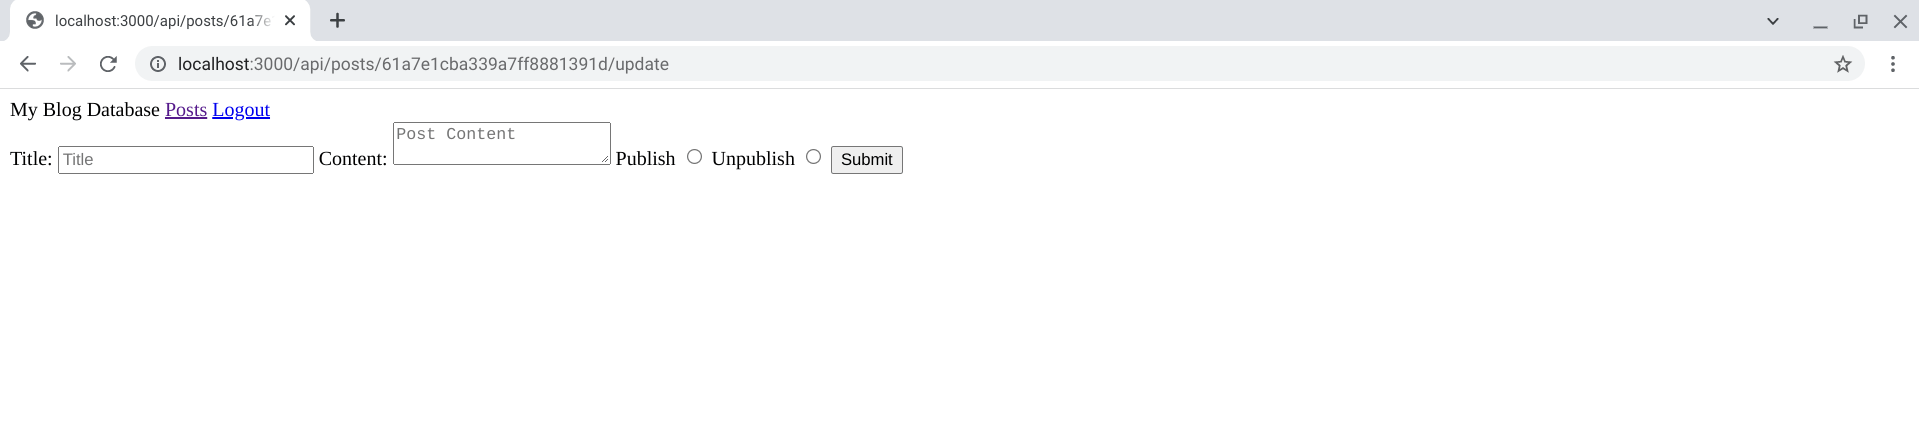 localhost:3000/api/posts/61a7e
localhost:3000/api/posts/61a7e1cba339a7ff8881391d/update
My Blog Database Posts Logout
Title: Title Content: Post Content Publish Unpublish Submit